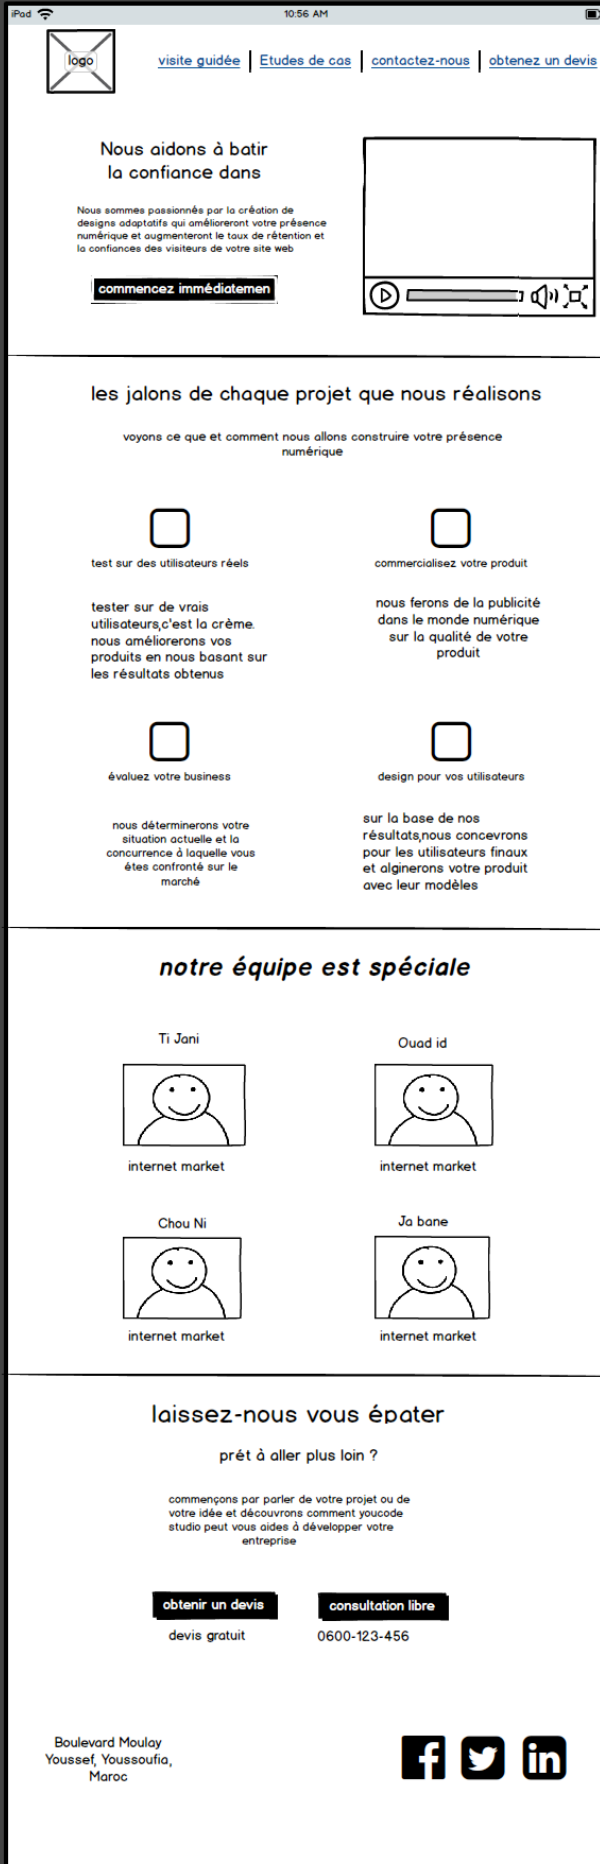 iPad
10:56 AM
logo
visite guidée
Etudes de cas
contactez-nous
obtenez un devis
Nous aidons à batir
la confiance dans
Nous sommes passionnés par la création de
designs adaptatifs qui amélioreront votre présence
numérique et augmenteront le taux de rétention et
la confiances des visiteurs de votre site web
commencez immédiatemen
les jalons de chaque projet que nous réalisons
voyons ce que et comment nous allons construire votre présence
numérique
test sur des utilisateurs réels
tester sur de vrais
utilisateurs,c'est la crème.
nous améliorerons vos
produits en nous basant sur
les résultats obtenus
commercialisez votre produit
nous ferons de la publicité
dans le monde numérique
sur la qualité de votre
produit
évaluez votre business
nous déterminerons votre
situation actuelle et la
concurrence à laquelle vous
étes confronté sur le
marché
design pour vos utilisateurs
sur la base de nos
résultats,nous concevrons
pour les utilisateurs finaux
et alginerons votre produit
avec leur modèles
notre équipe est spéciale
Ti Jani
internet market
Ouad id
internet market
Chou Ni
internet market
Ja bane
internet market
laissez-nous vous épater
prét à aller plus loin ?
commençons par parler de votre projet ou de
votre idée et découvrons comment youcode
studio peut vous aides à développer votre
entreprise
obtenir un devis
devis gratuit
consultation libre
0600-123-456
Boulevard Moulay
Youssef, Youssoufia,
Maroc